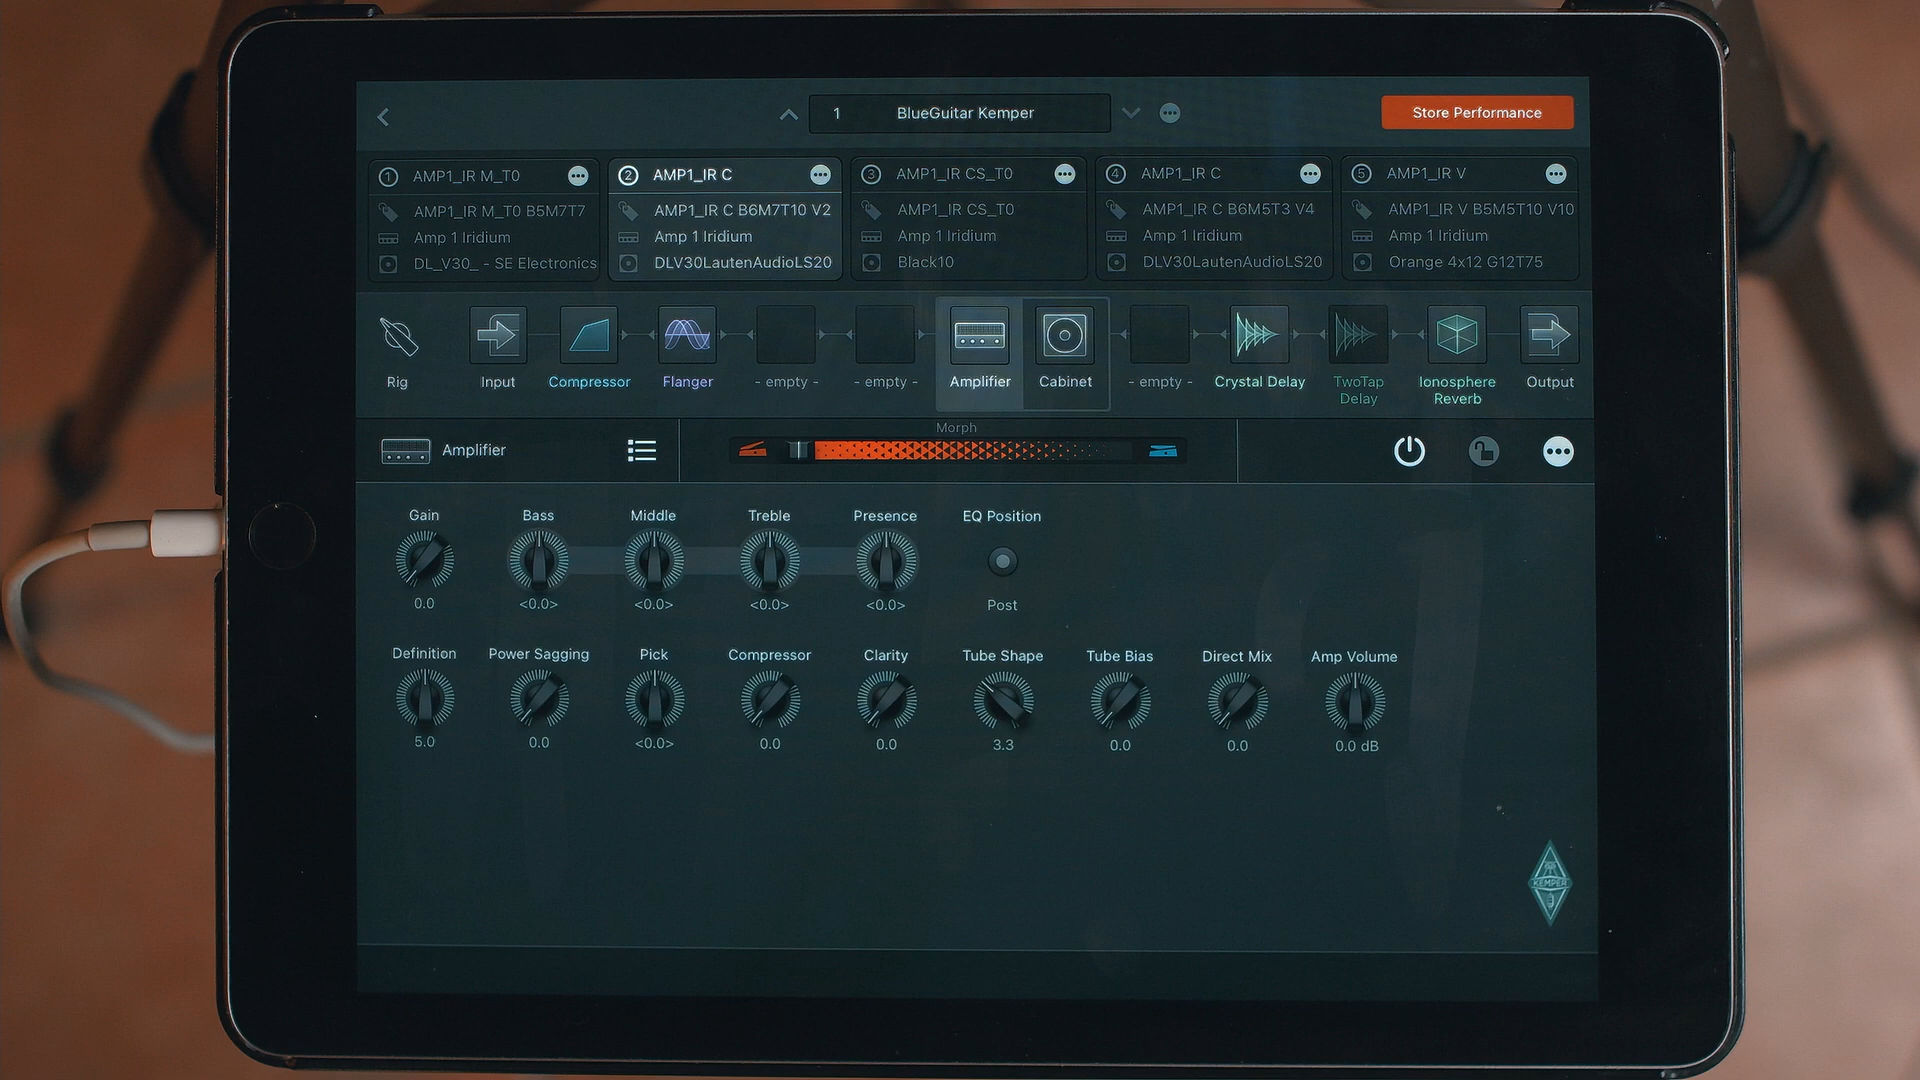 1 BlueGuitar Kemper
Store Performance
1 AMP1_IR M_T0
AMP1_IR M_T0 B5M7T7
Amp 1 Iridium
DL_V30_ - SE Electronics
2 AMP1_IR C
AMP1_IR C B6M7T10 V2
Amp 1 Iridium
DLV30LautenAudioLS20
3 AMP1_IR CS_T0
AMP1_IR CS_T0
Amp 1 Iridium
Black10
4 AMP1_IR C
AMP1_IR C B6M5T3 V4
Amp 1 Iridium
DLV30LautenAudioLS20
5 AMP1_IR V
AMP1_IR V B5M5T10 V10
Amp 1 Iridium
Orange 4x12 G12T75
Rig
Input
Compressor
Flanger
- empty -
- empty -
Amplifier
Cabinet
- empty -
Crystal Delay
TwoTap
Delay
Ionosphere
Reverb
Output
Amplifier
Morph
Gain
Bass
Middle
Treble
Presence
EQ Position
0.0
<0.0>
<0.0>
<0.0>
<0.0>
Post
Definition
Power Sagging
Pick
Compressor
Clarity
Tube Shape
Tube Bias
Direct Mix
Amp Volume
5.0
0.0
<0.0>
0.0
0.0
3.3
0.0
0.0
0.0 dB
KEMPER